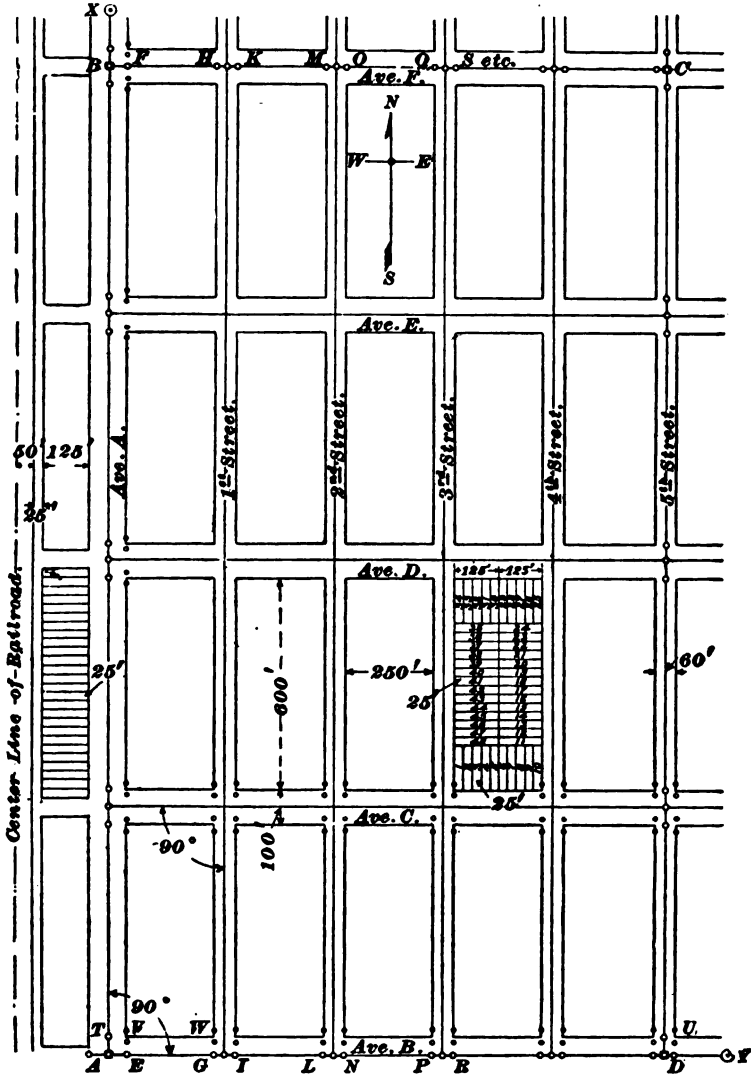 X
B F H K M O Q S etc. C
Ave. F.
N
W E
S
Ave. E.
50' 125'
25'
Ave. A.
1st Street.
2nd Street.
3rd Street.
4th Street.
5th Street.
Center Line of Railroad.
Ave. D.
125' 125'
25'
600'
250'
25'
60'
25'
Ave. C.
90°
100'
90°
T V W U.
Ave. B.
A E G I L N P R D Y